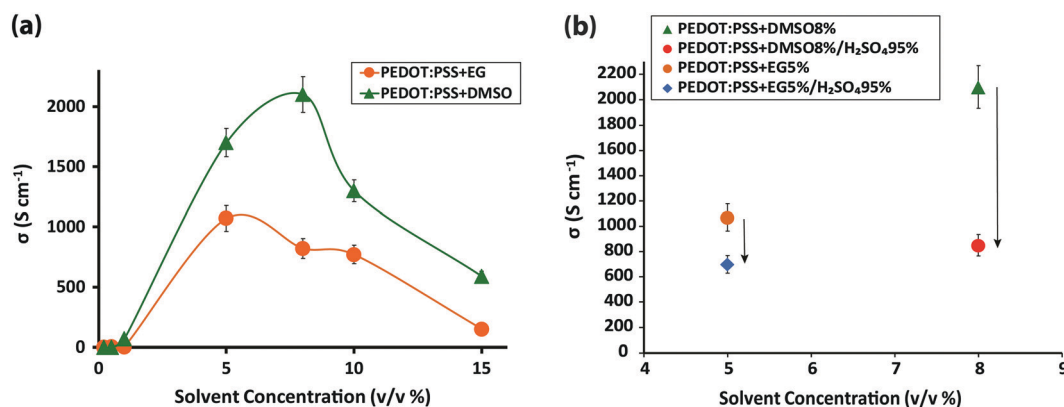 (a)
PEDOT:PSS+EG
PEDOT:PSS+DMSO
2000
1500
1000
500
0
σ (S cm⁻¹)
0 5 10 15
Solvent Concentration (v/v %)
(b)
PEDOT:PSS+DMSO8%
PEDOT:PSS+DMSO8%/H₂SO₄95%
PEDOT:PSS+EG5%
PEDOT:PSS+EG5%/H₂SO₄95%
2200
2000
1800
1600
1400
1200
1000
800
600
400
200
0
σ (S cm⁻¹)
4 5 6 7 8 9
Solvent Concentration (v/v %)